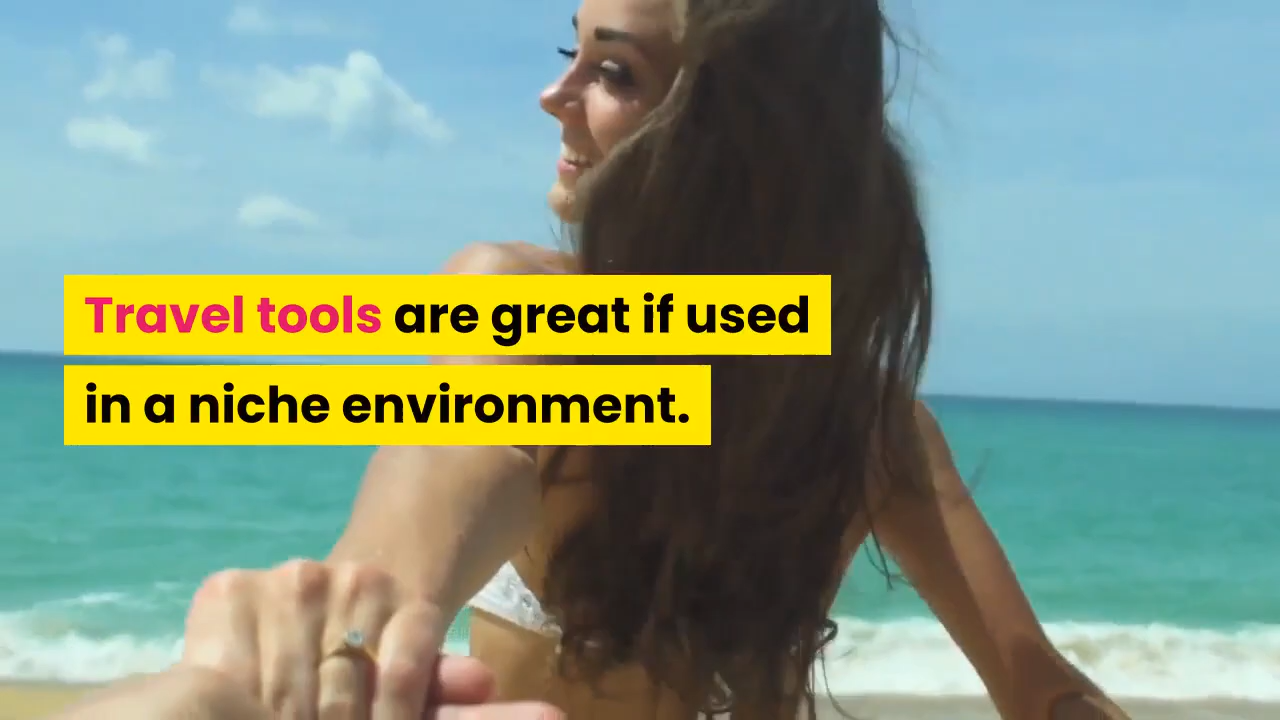 Travel tools are great if used
in a niche environment.